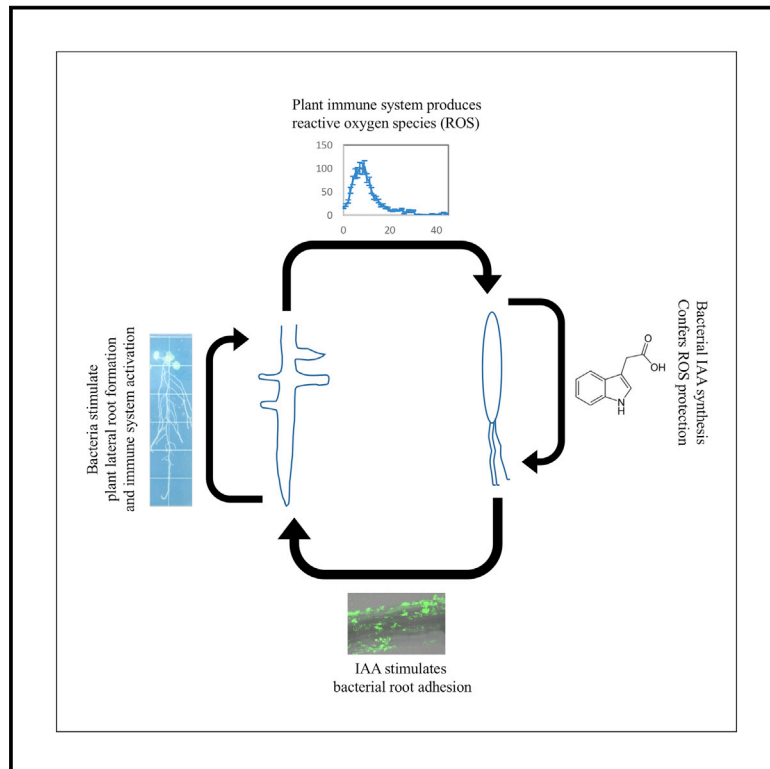 Plant immune system produces
reactive oxygen species (ROS)
150
100
50
0
0
20
40
Bacterial IAA synthesis
Confers ROS protection
O
OH
N
H
Bacteria stimulate
plant lateral root formation
and immune system activation
IAA stimulates
bacterial root adhesion